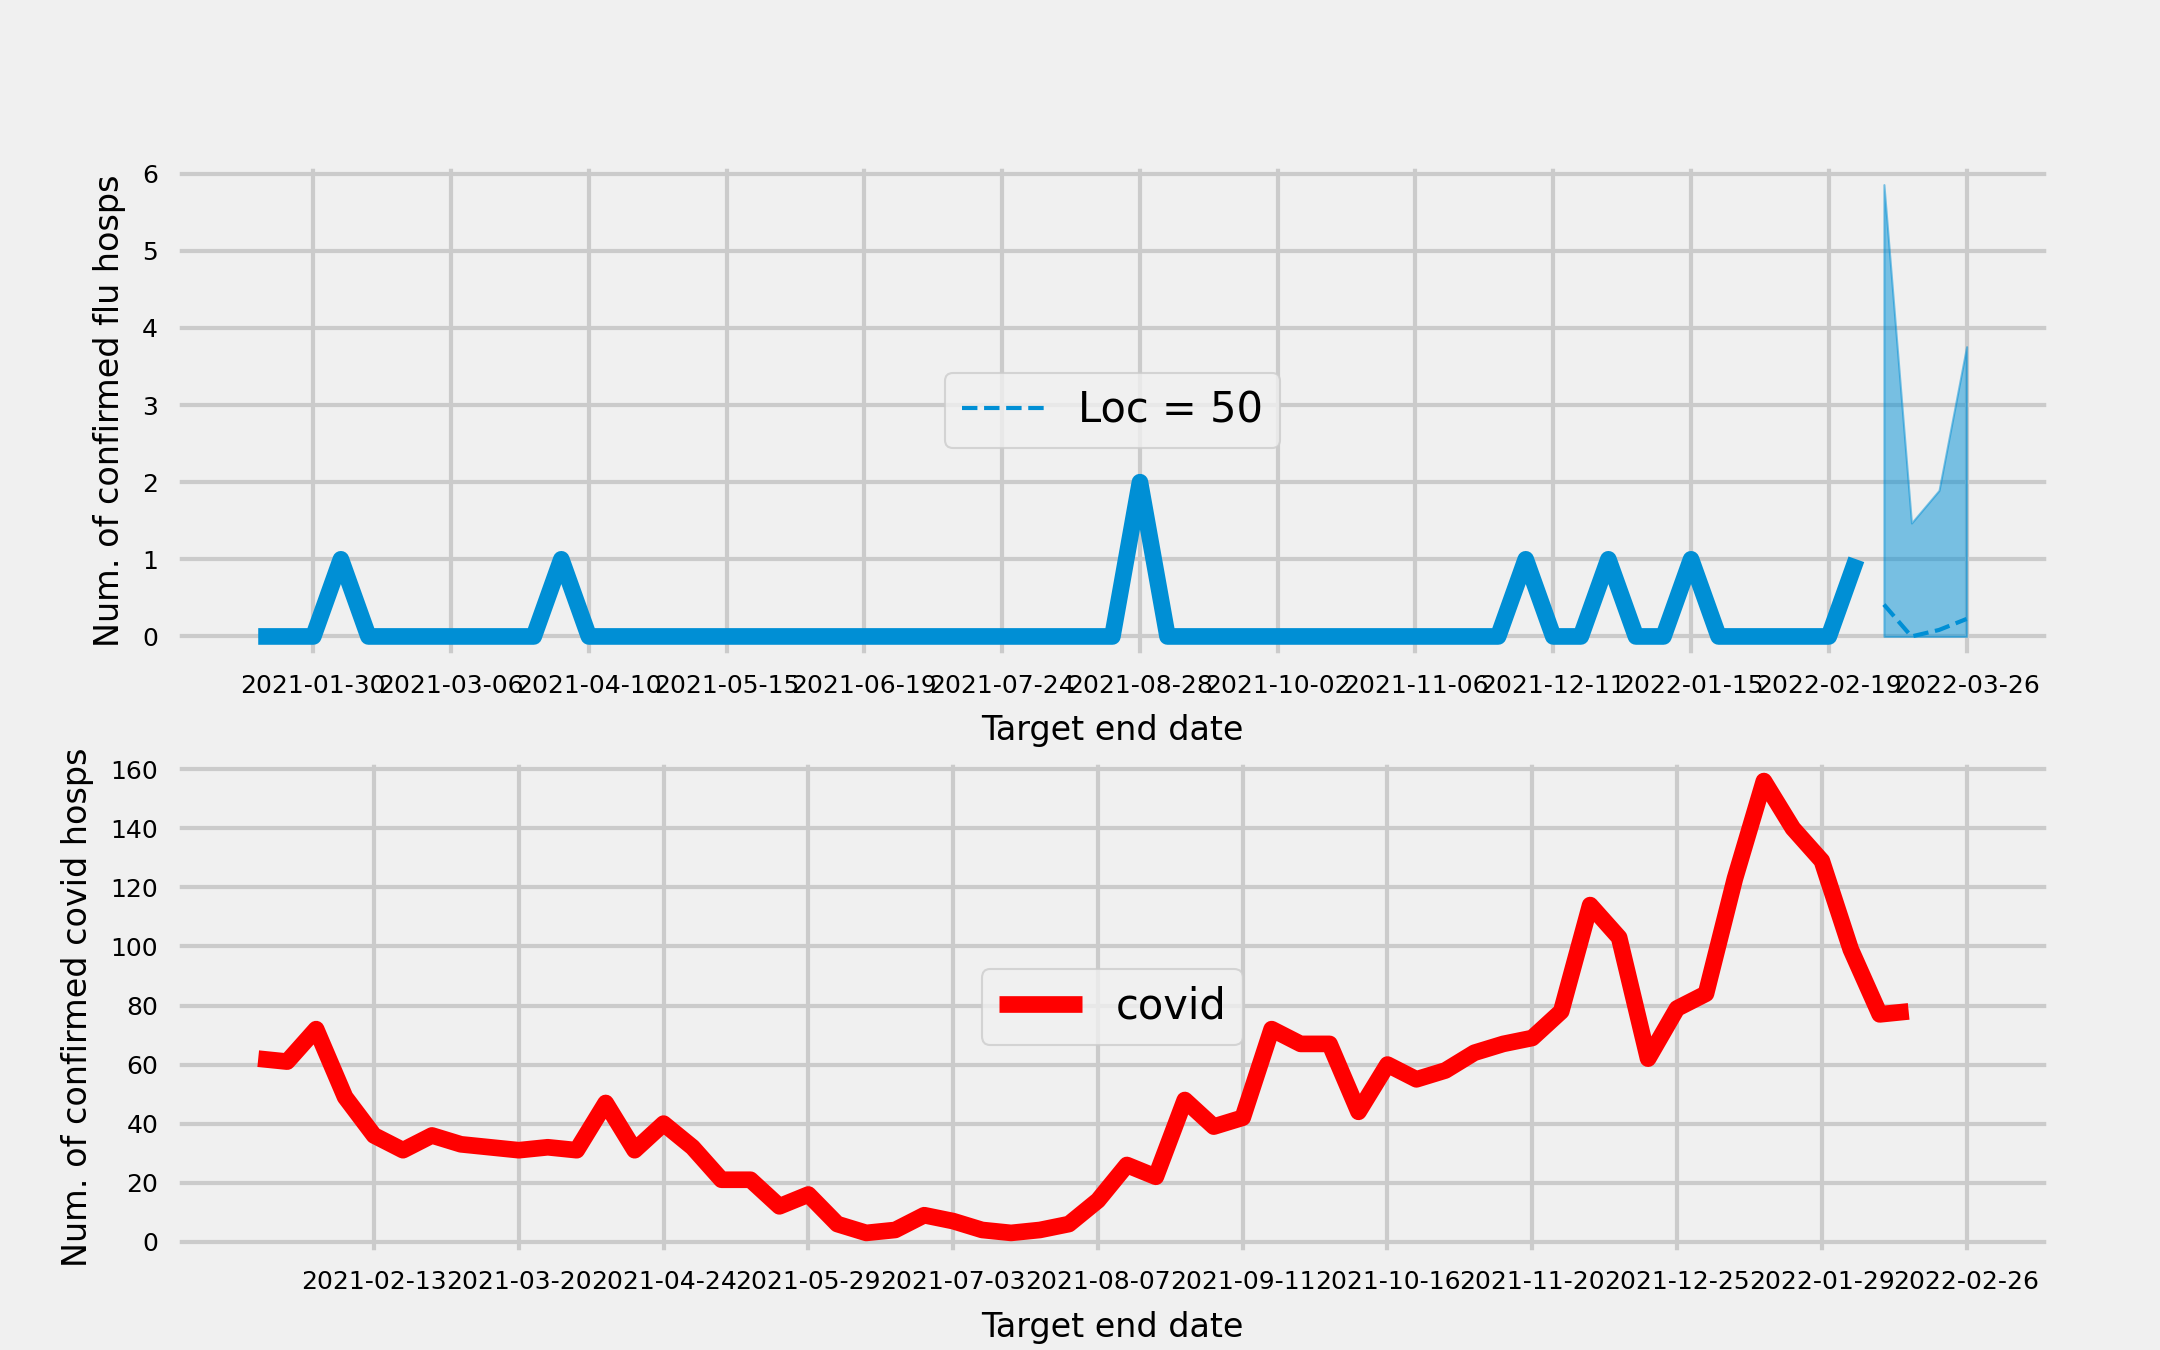 Num. of confirmed flu hosps
6
5
4
3
2
1
0
Loc = 50
2021-01-30 2021-03-06 2021-04-10 2021-05-15 2021-06-19 2021-07-24 2021-08-28 2021-10-02 2021-11-06 2021-12-11 2022-01-15 2022-02-19 2022-03-26
Target end date
Num. of confirmed covid hosps
160
140
120
100
80
60
40
20
0
covid
2021-02-13 2021-03-20 2021-04-24 2021-05-29 2021-07-03 2021-08-07 2021-09-11 2021-10-16 2021-11-20 2021-12-25 2022-01-29 2022-02-26
Target end date